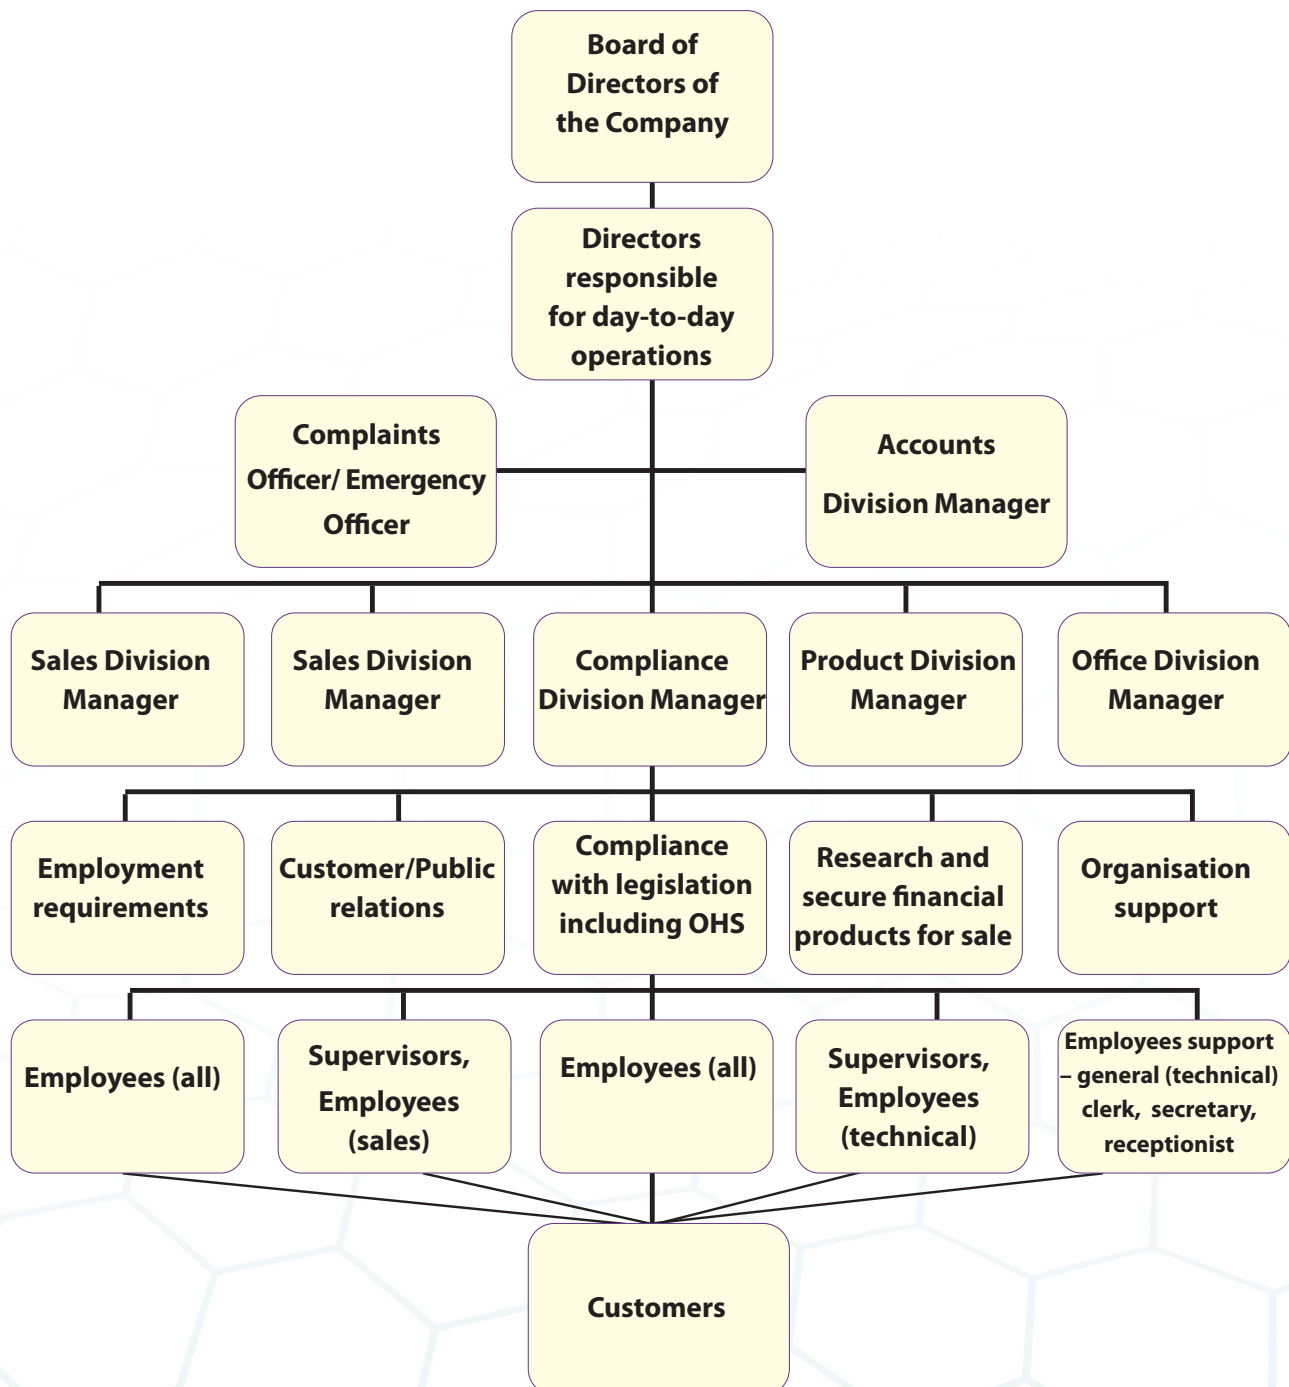 Board of
Directors of
the Company
Directors
responsible
for day-to-day
operations
Complaints
Officer/ Emergency
Officer
Accounts
Division Manager
Sales Division
Manager
Sales Division
Manager
Compliance
Division Manager
Product Division
Manager
Office Division
Manager
Employment
requirements
Customer/Public
relations
Compliance
with legislation
including OHS
Research and
secure financial
products for sale
Organisation
support
Employees (all)
Supervisors,
Employees
(sales)
Employees (all)
Supervisors,
Employees
(technical)
Employees support
– general (technical)
clerk, secretary,
receptionist
Customers